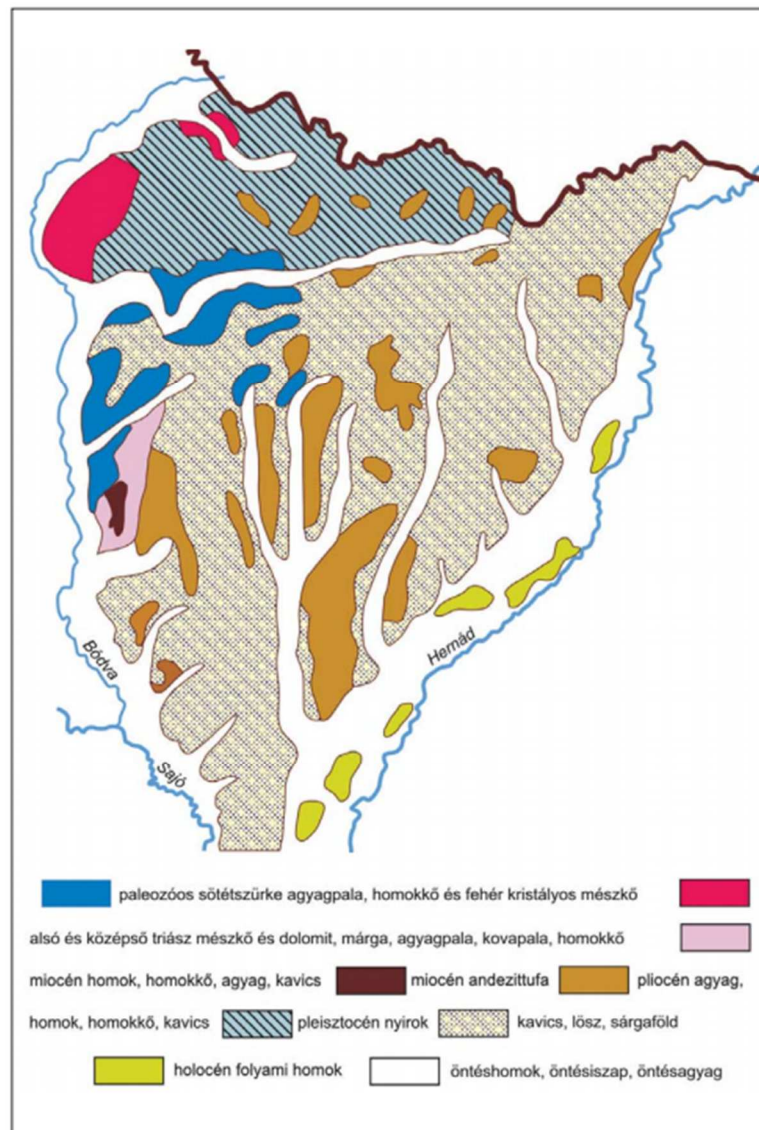 Bódva
Hernád
Sajó
paleozóos sötétszürke agyagpala, homokkő és fehér kristályos mészkő
alsó és középső triász mészkő és dolomit, márga, agyagpala, kovapala, homokkő
miocén homok, homokkő, agyag, kavics miocén andezittufa pliocén agyag,
homok, homokkő, kavics pleisztocén nyirok kavics, lösz, sárgaföld
holocén folyami homok öntéshomok, öntésiszap, öntésagyag